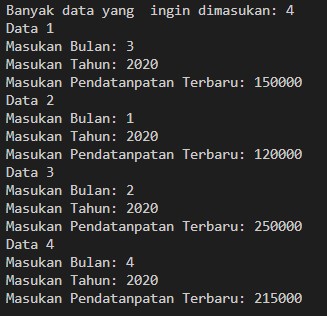 Banyak data yang  ingin dimasukan: 4
Data 1
Masukan Bulan: 3
Masukan Tahun: 2020
Masukan Pendatanpatan Terbaru: 150000
Data 2
Masukan Bulan: 1
Masukan Tahun: 2020
Masukan Pendatanpatan Terbaru: 120000
Data 3
Masukan Bulan: 2
Masukan Tahun: 2020
Masukan Pendatanpatan Terbaru: 250000
Data 4
Masukan Bulan: 4
Masukan Tahun: 2020
Masukan Pendatanpatan Terbaru: 215000